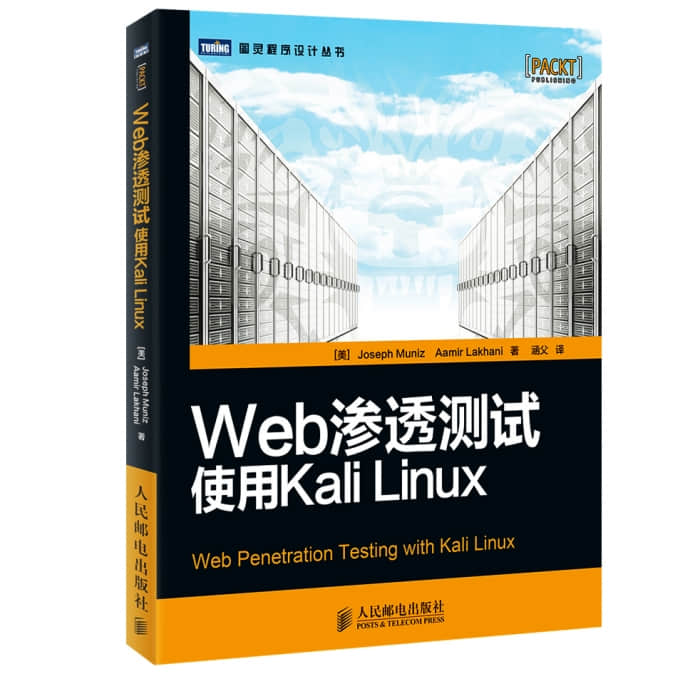 TURING
图灵程序设计丛书
[PACKT]
PUBLISHING
[美] Joseph Muniz Aamir Lakhani 著 涵父 译
Web渗透测试
使用Kali Linux
Web Penetration Testing with Kali Linux
人民邮电出版社
POSTS & TELECOM PRESS
[PACKT]
PUBLISHING
Web渗透测试 使用Kali Linux
[美] Joseph Muniz
Aamir Lakhani 著
人民邮电出版社